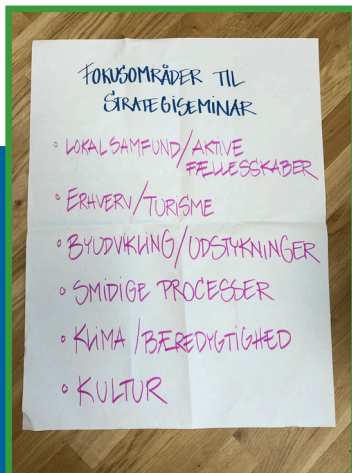 FOKUSOMRÅDER TIL
STRATEGISEMINAR
• LOKALSAMFUND/AKTIVE
FÆLLESSKABER
• ERHVERV/TURISME
• BYUDVIKLING/UDSTYKNINGER
• SMIDIGE PROCESSER
• KLIMA/BÆREDYGTIGHED
• KULTUR